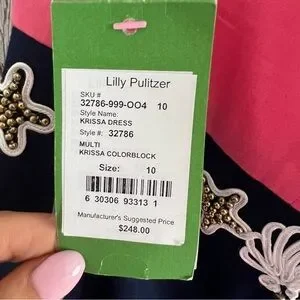 Lilly Pulitzer
SKU #
32786-999-OO4 10
Style Name:
KRISSA DRESS
Style #: 32786
MULTI
KRISSA COLORBLOCK
Size: 10
6 30306 93313 1
Manufacturer's Suggested Price
$248.00